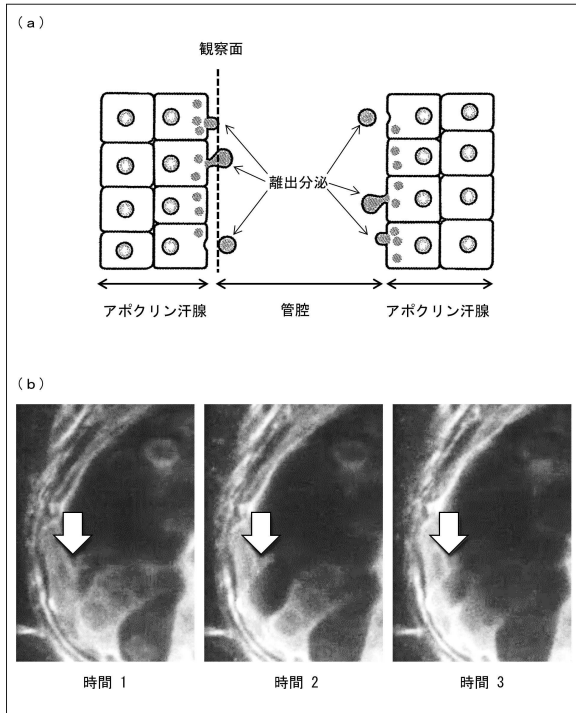 (a)
観察面
離出分泌
アポクリン汗腺
管腔
アポクリン汗腺
(b)
時間 1
時間 2
時間 3